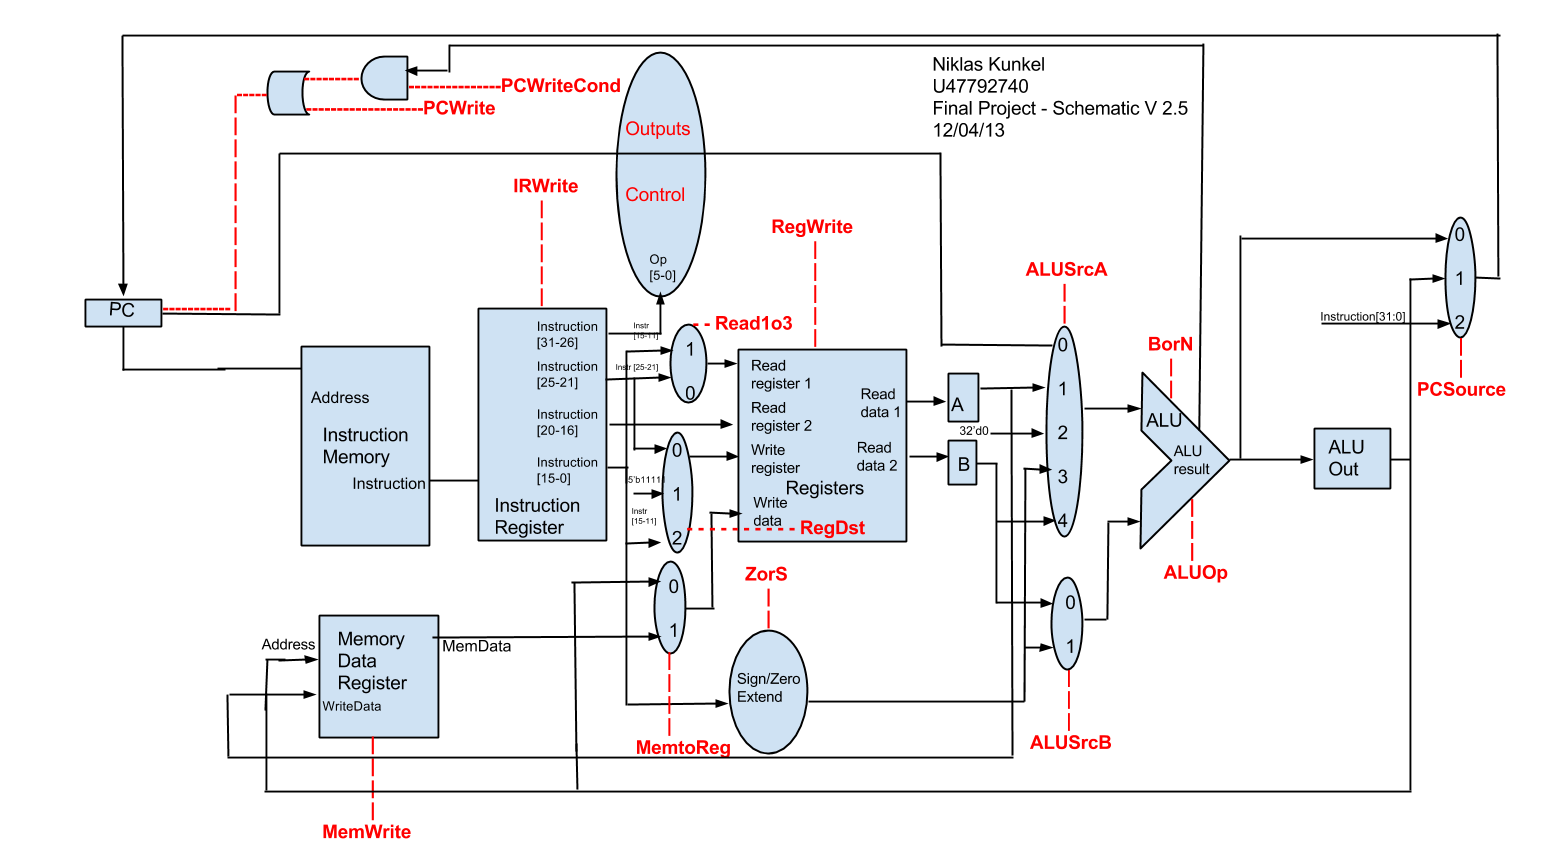 Niklas Kunkel
U47792740
Final Project - Schematic V 2.5
12/04/13
PCWriteCond
PCWrite
Outputs
Control
Op
[5-0]
IRWrite
RegWrite
ALUSrcA
PC
Instruction
[31-26]
Instruction
[25-21]
Instruction
[20-16]
Instruction
[15-0]
Instruction
Register
Instr
[15-11]
Instr [25-21]
Read1o3
1
0
Address
Instruction
Memory
Instruction
0
1
2
5'b11111
Instr
[15-11]
RegDst
Read
register 1
Read
register 2
Write
register
Registers
Write
data
Read
data 1
Read
data 2
A
B
32'd0
0
1
2
3
4
BorN
ALU
ALU
result
ALUOp
ALU
Out
0
1
2
Instruction[31:0]
PCSource
Address
Memory
Data
Register
WriteData
MemData
MemWrite
0
1
MemtoReg
ZorS
Sign/Zero
Extend
0
1
ALUSrcB